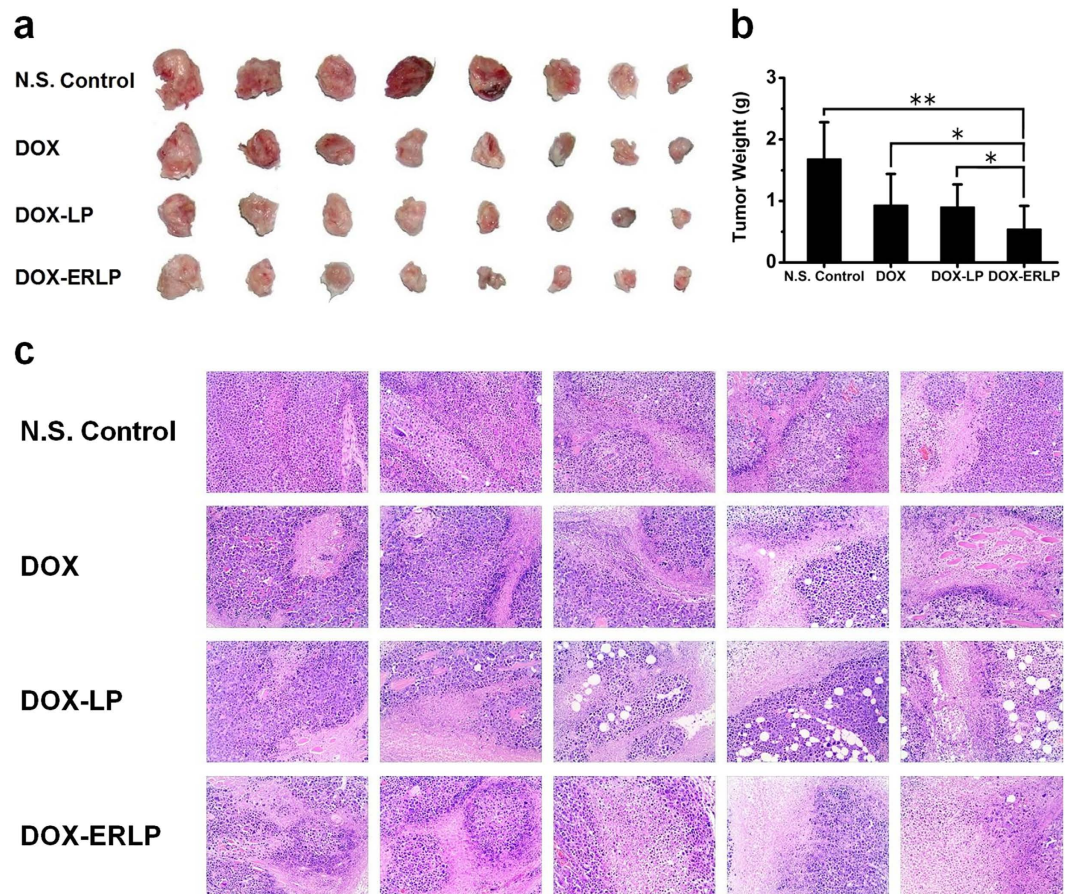 a
N.S. Control
DOX
DOX-LP
DOX-ERLP
b
Tumor Weight (g)
3
2
1
0
**
*
*
N.S. Control DOX DOX-LP DOX-ERLP
c
N.S. Control
DOX
DOX-LP
DOX-ERLP